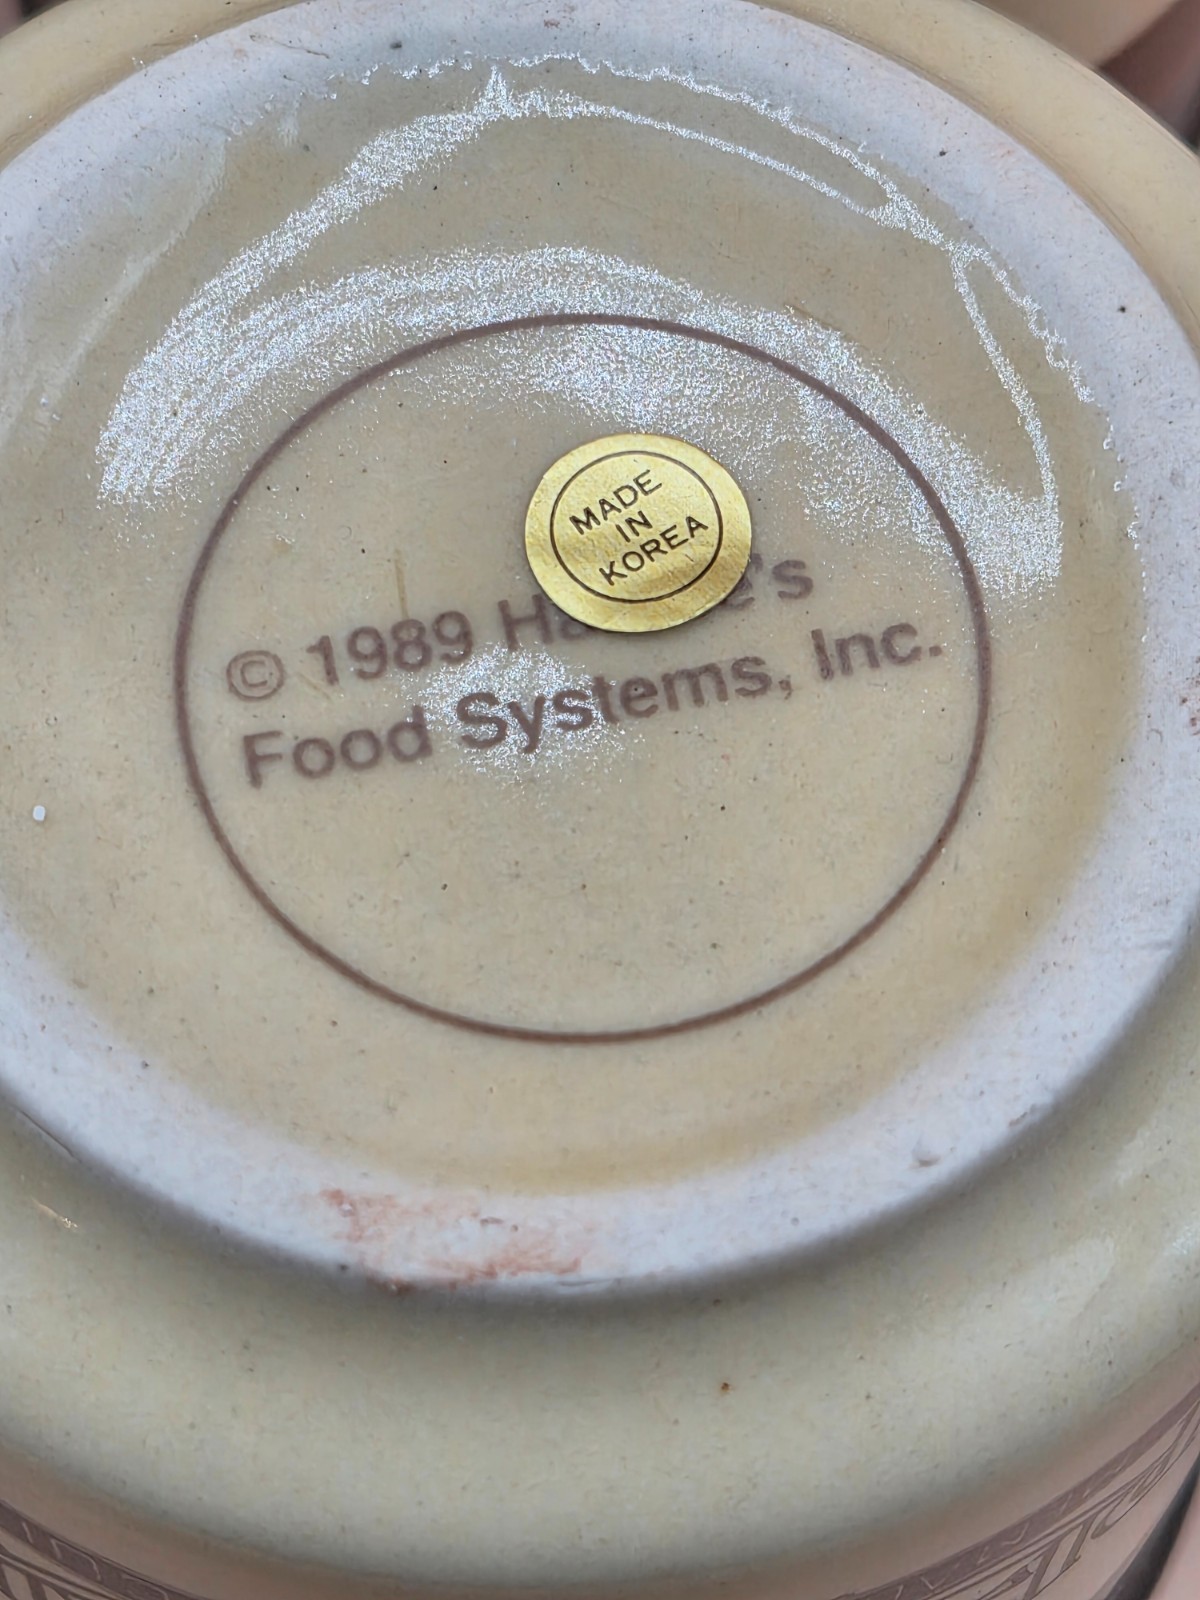 MADE
IN
KOREA
© 1989
Food Systems, Inc.